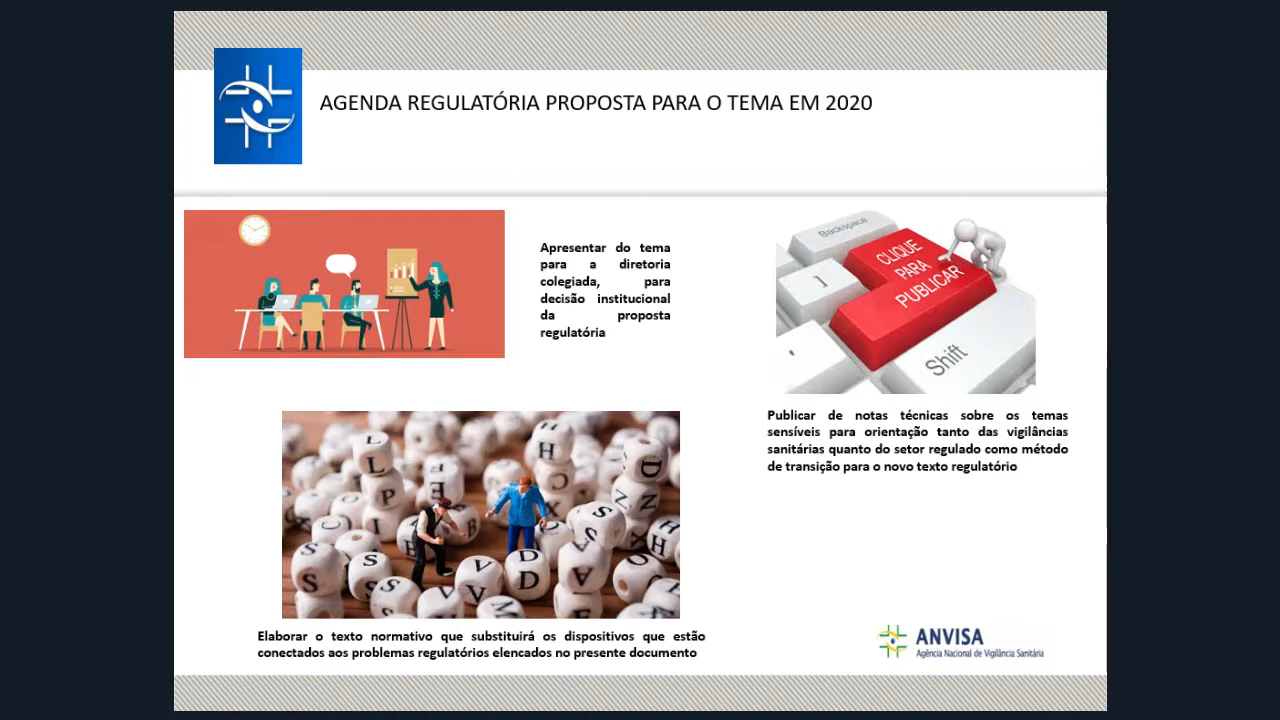 AGENDA REGULATÓRIA PROPOSTA PARA O TEMA EM 2020
Apresentar do tema
para a diretoria
colegiada, para
decisão institucional
da proposta
regulatória
Backspace
CLIQUE
PARA
PUBLICAR
Shift
Publicar de notas técnicas sobre os temas
sensíveis para orientação tanto das vigilâncias
sanitárias quanto do setor regulado como método
de transição para o novo texto regulatório
Elaborar o texto normativo que substituirá os dispositivos que estão
conectados aos problemas regulatórios elencados no presente documento
ANVISA
Agência Nacional de Vigilância Sanitária